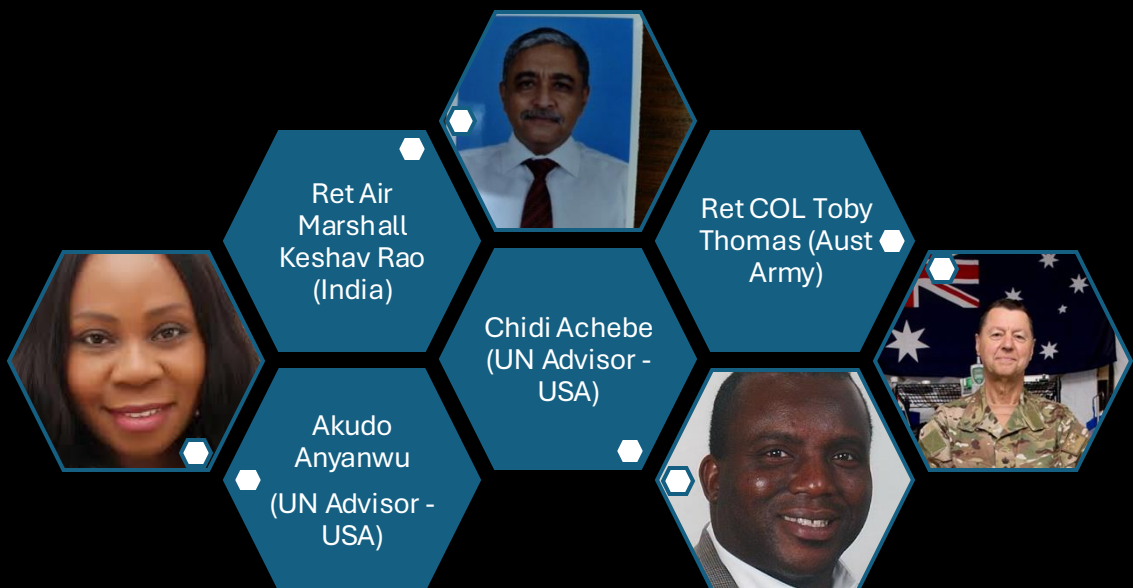 Ret Air
Marshall
Keshav Rao
(India)
Ret COL Toby
Thomas (Aust
Army)
Chidi Achebe
(UN Advisor -
USA)
Akudo
Anyanwu
(UN Advisor -
USA)